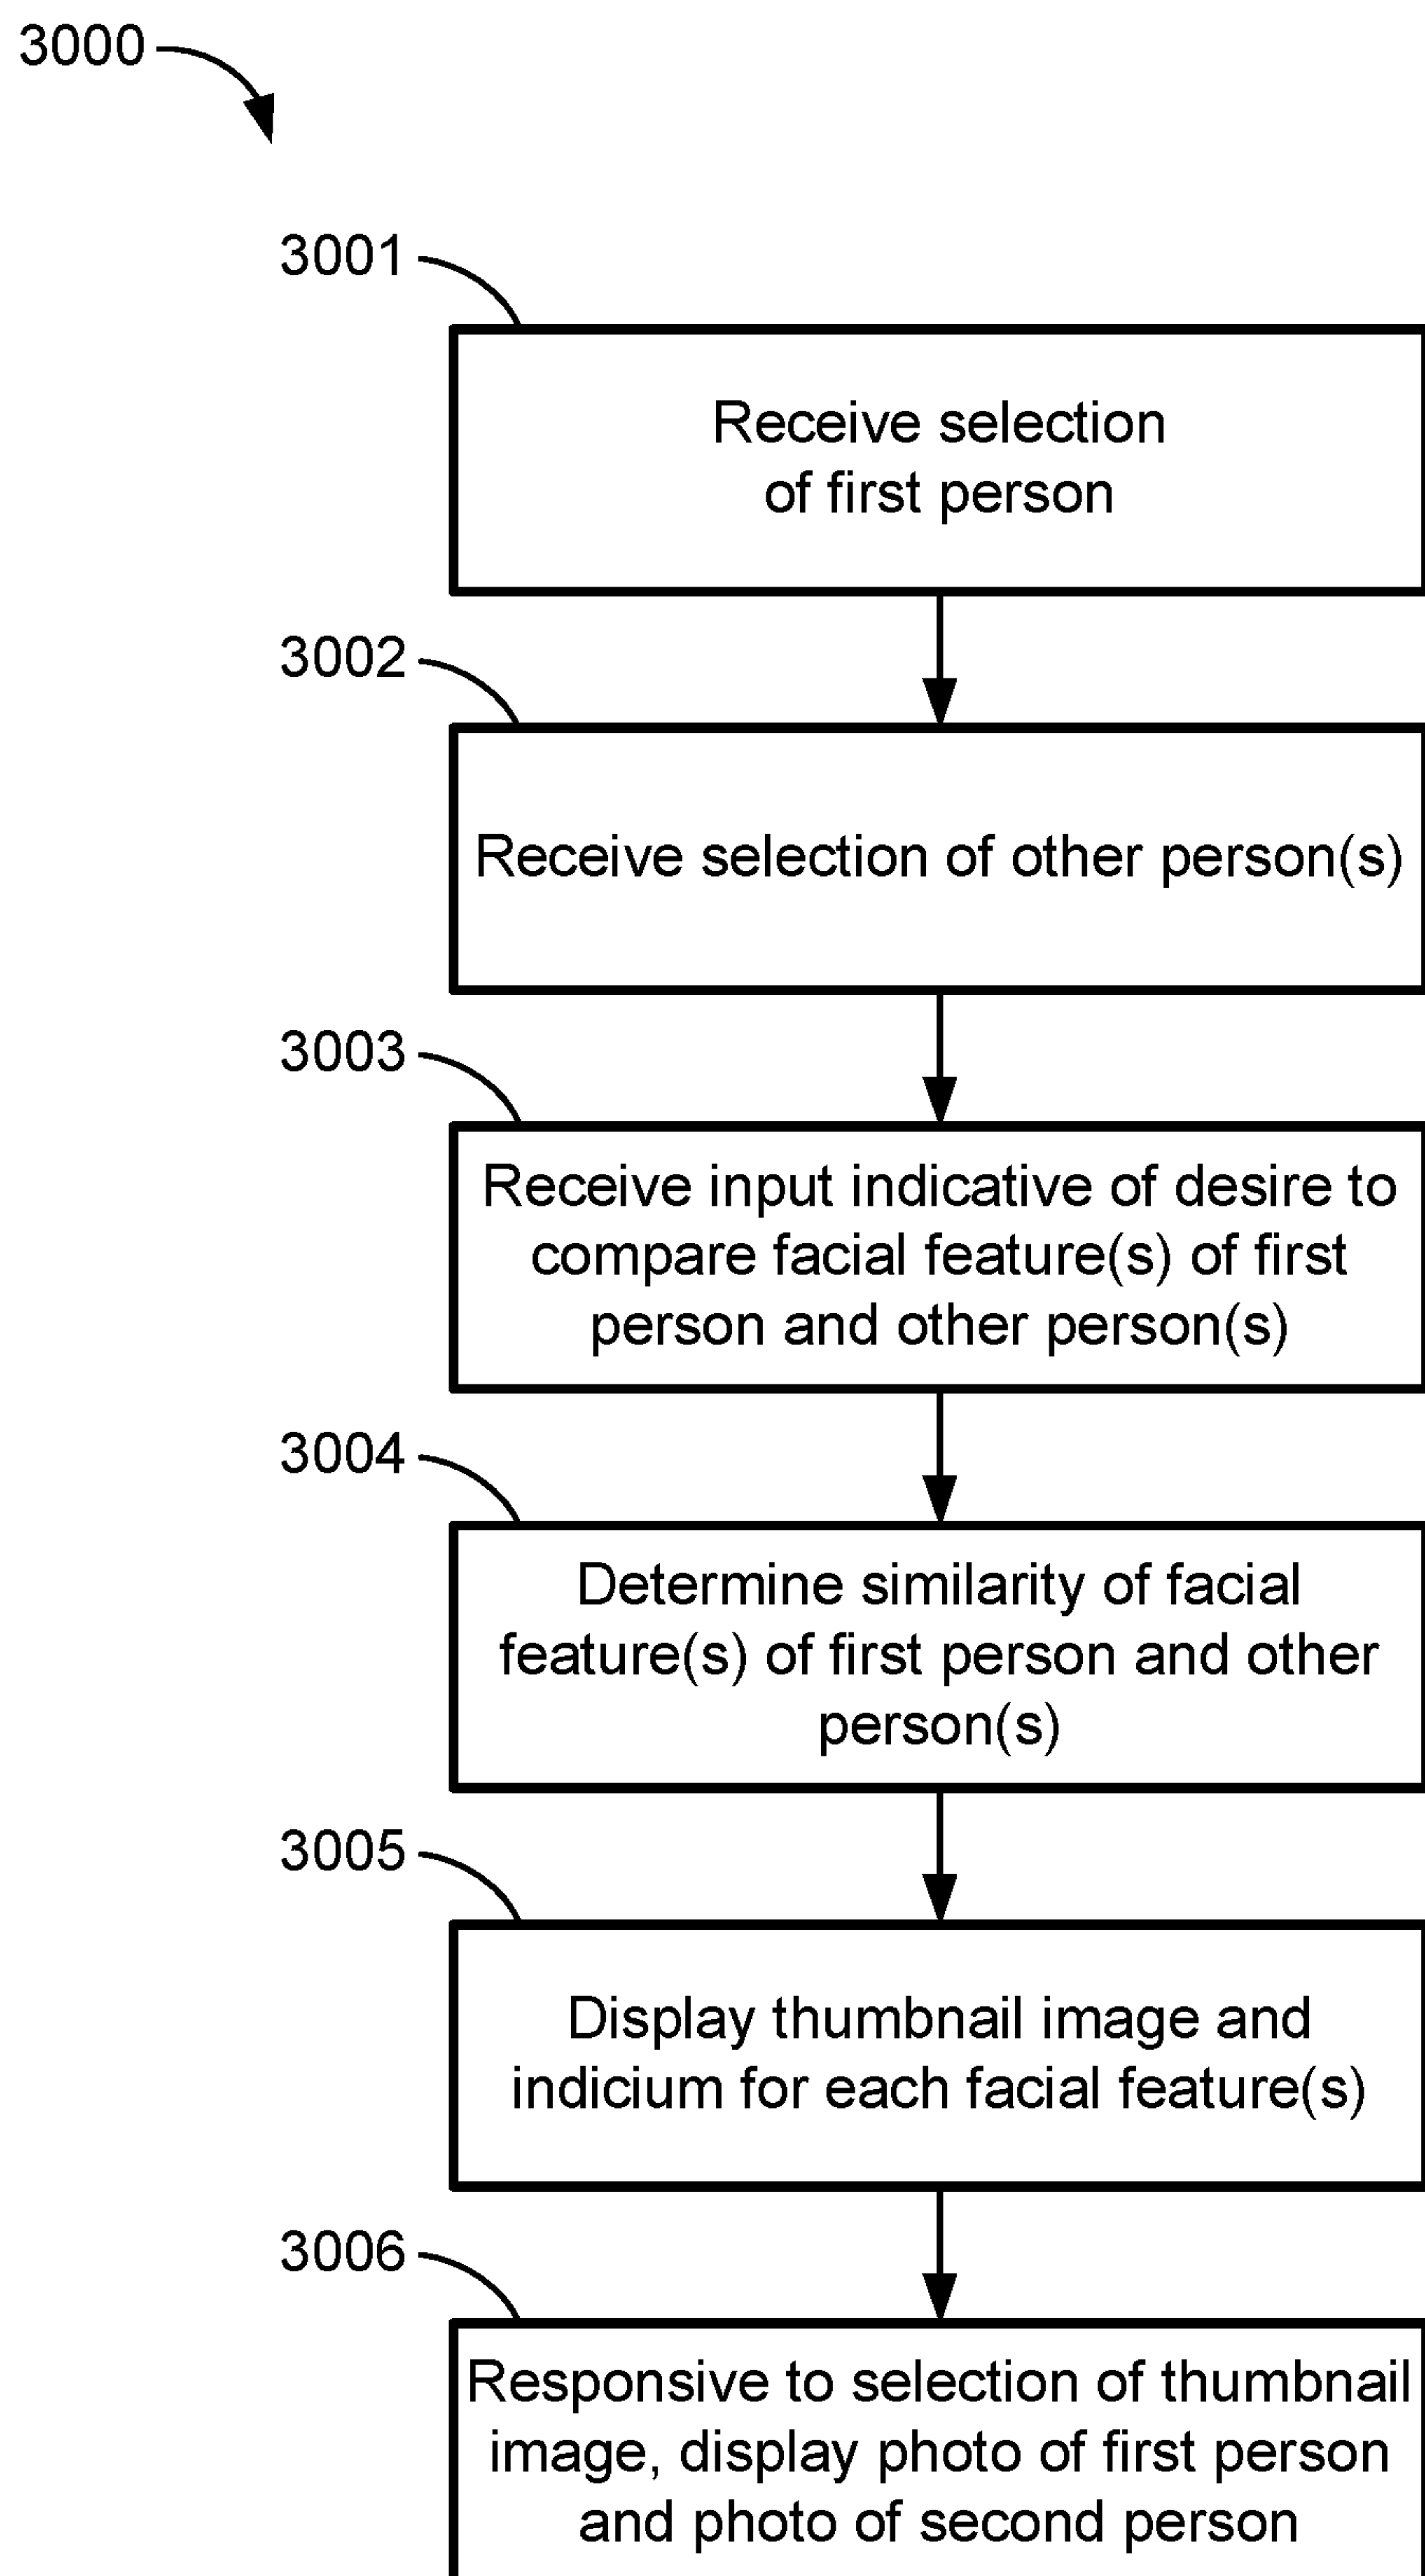 3000
3001
Receive selection
of first person
3002
Receive selection of other person(s)
3003
Receive input indicative of desire to
compare facial feature(s) of first
person and other person(s)
3004
Determine similarity of facial
feature(s) of first person and other
person(s)
3005
Display thumbnail image and
indicium for each facial feature(s)
3006
Responsive to selection of thumbnail
image, display photo of first person
and photo of second person